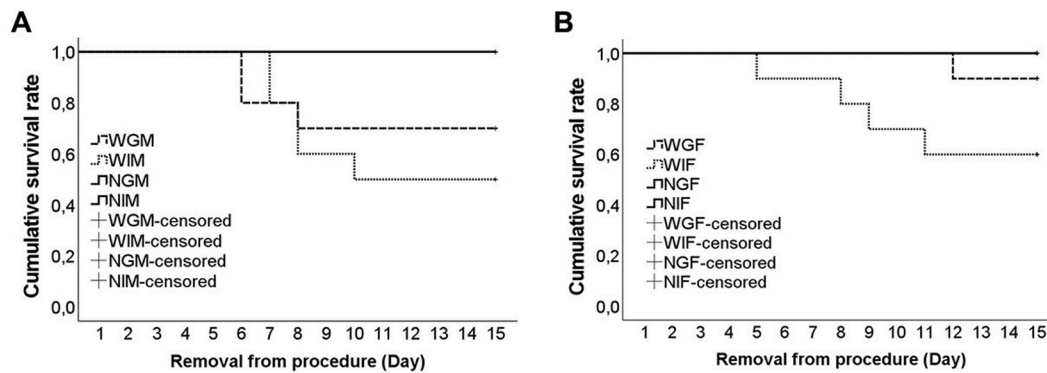 A
Cumulative survival rate
1,0
0,8
0,6
0,4
0,2
0,0
WGM
WIM
NGM
NIM
WGM-censored
WIM-censored
NGM-censored
NIM-censored
1 2 3 4 5 6 7 8 9 10 11 12 13 14 15
Removal from procedure (Day)
B
Cumulative survival rate
1,0
0,8
0,6
0,4
0,2
0,0
WGF
WIF
NGF
NIF
WGF-censored
WIF-censored
NGF-censored
NIF-censored
1 2 3 4 5 6 7 8 9 10 11 12 13 14 15
Removal from procedure (Day)